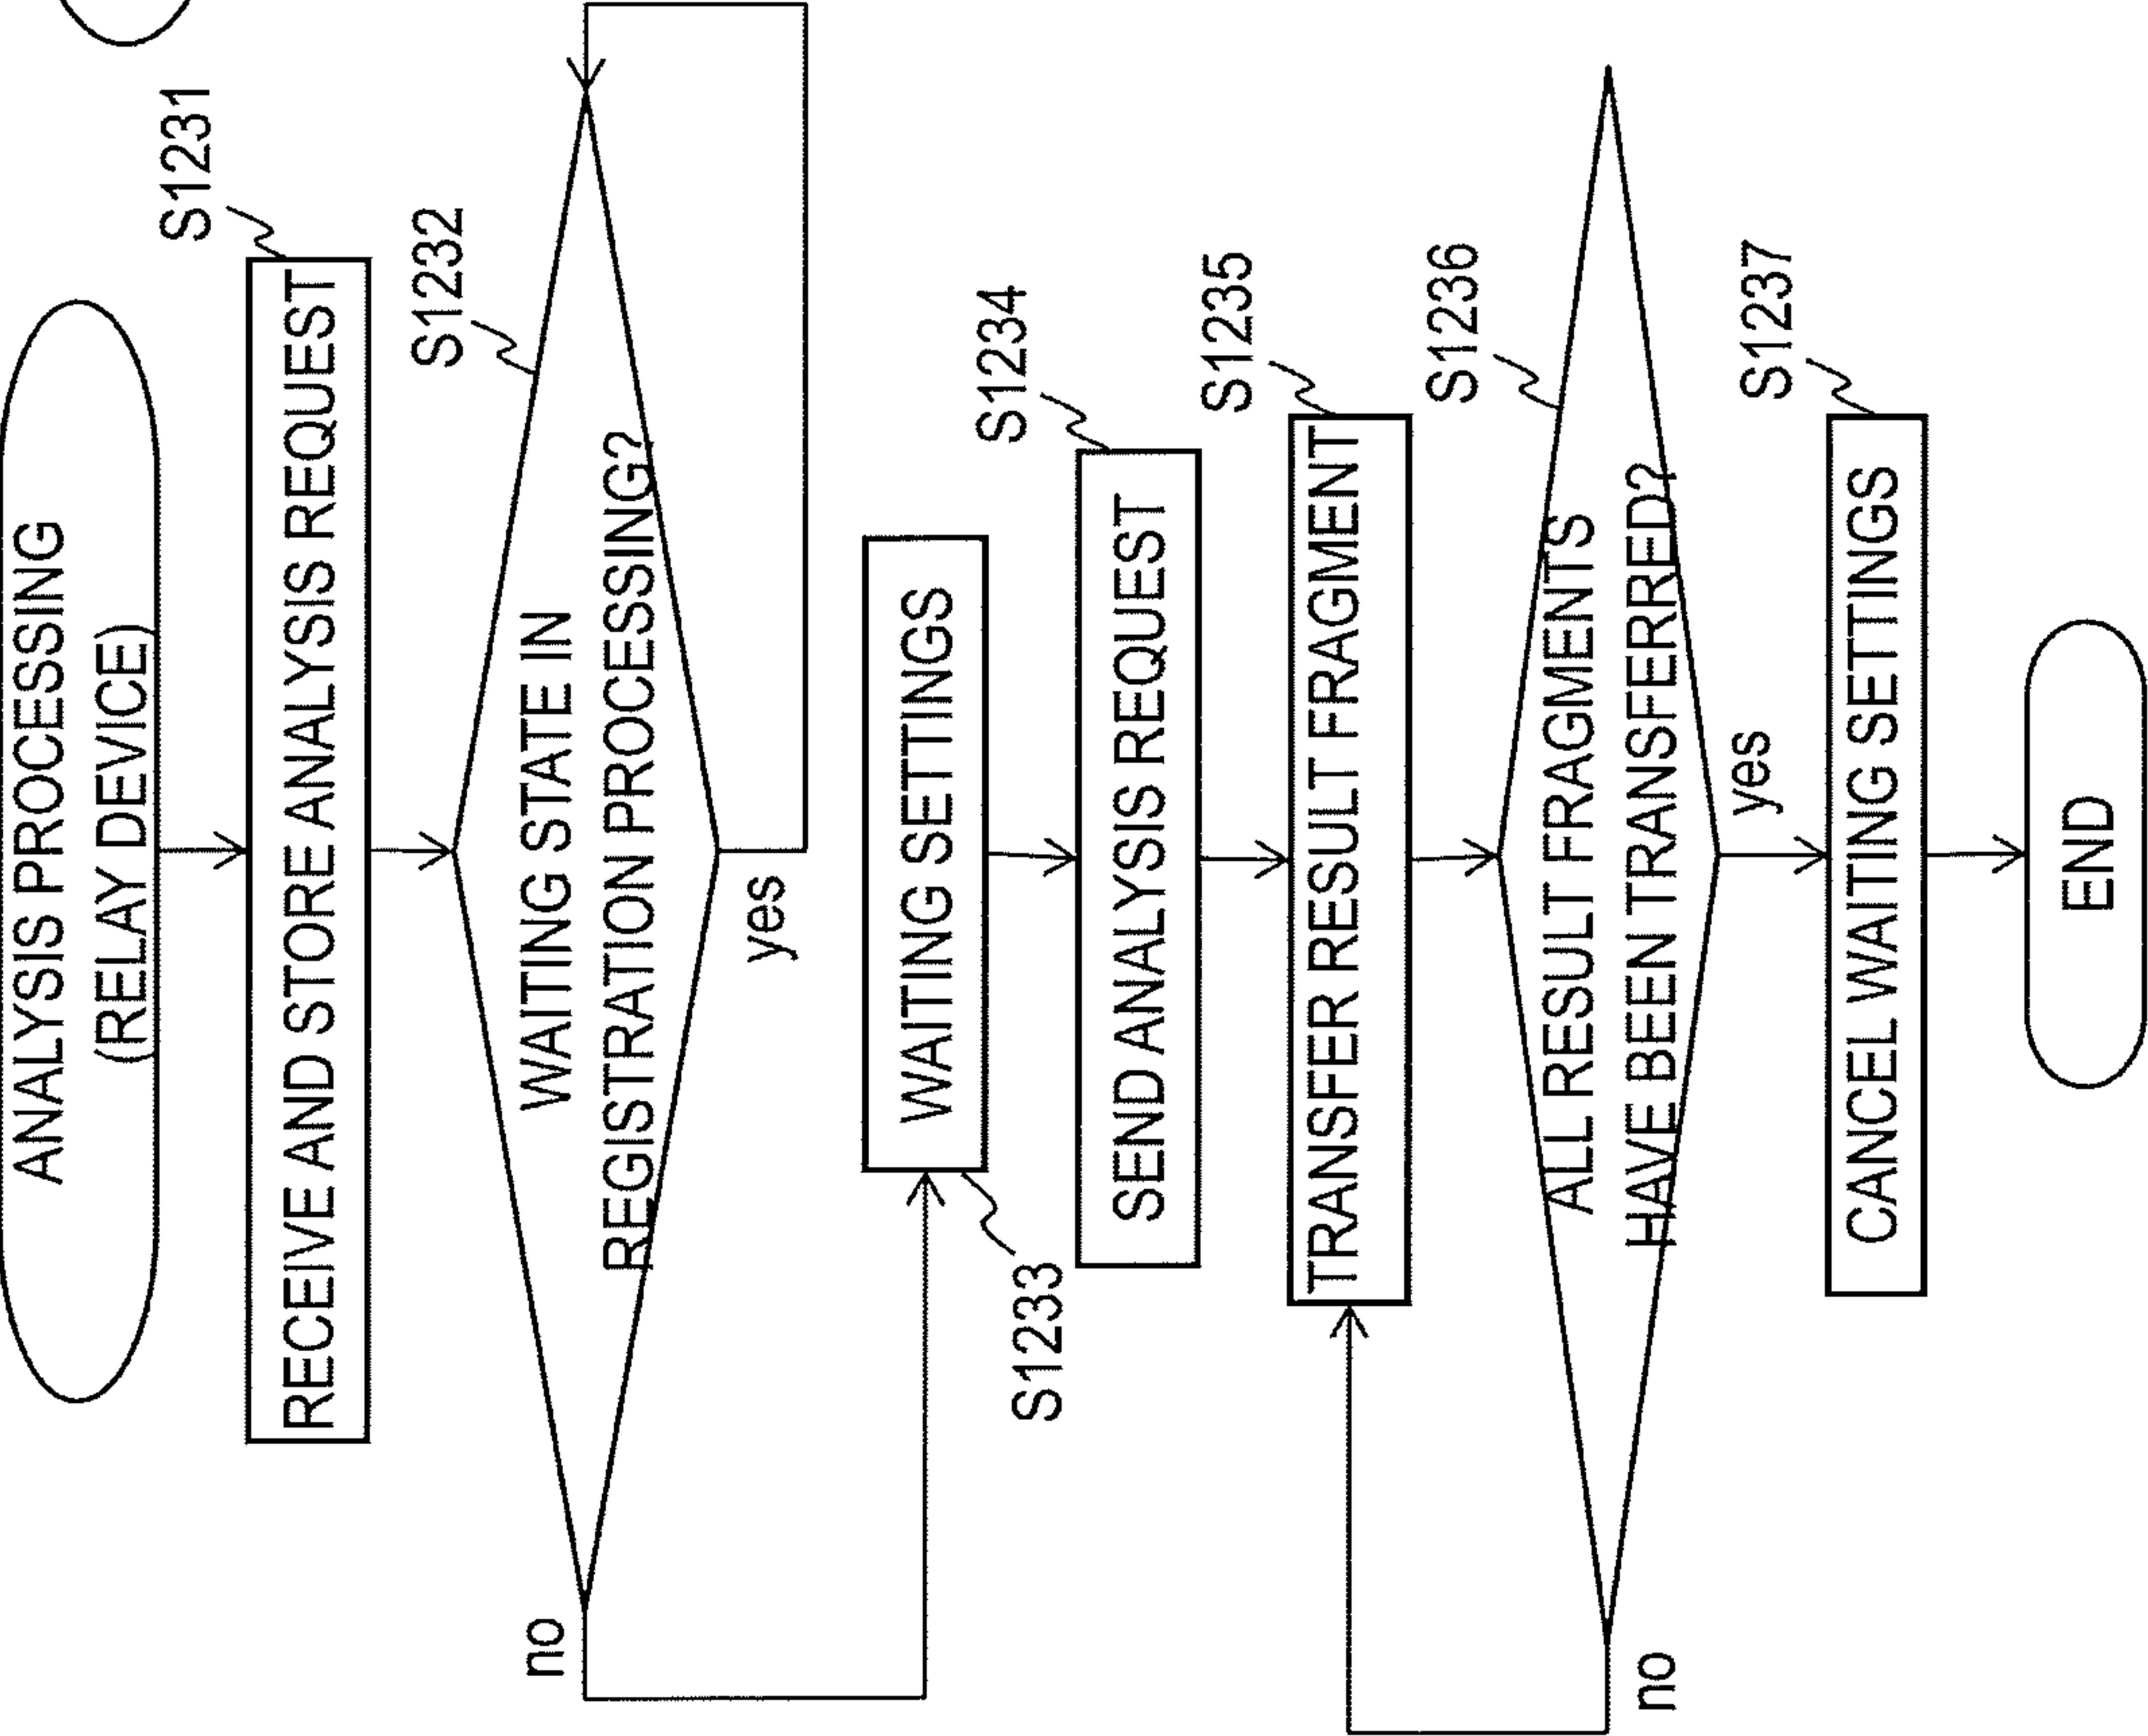 ANALYSIS PROCESSING
(RELAY DEVICE)
S1231
RECEIVE AND STORE ANALYSIS REQUEST
S1232
WAITING STATE IN
REGISTRATION PROCESSING?
no
yes
WAITING SETTINGS
S1233
S1234
SEND ANALYSIS REQUEST
S1235
TRANSFER RESULT FRAGMENT
S1236
ALL RESULT FRAGMENTS
HAVE BEEN TRANSFERRED?
no
yes
S1237
CANCEL WAITING SETTINGS
END